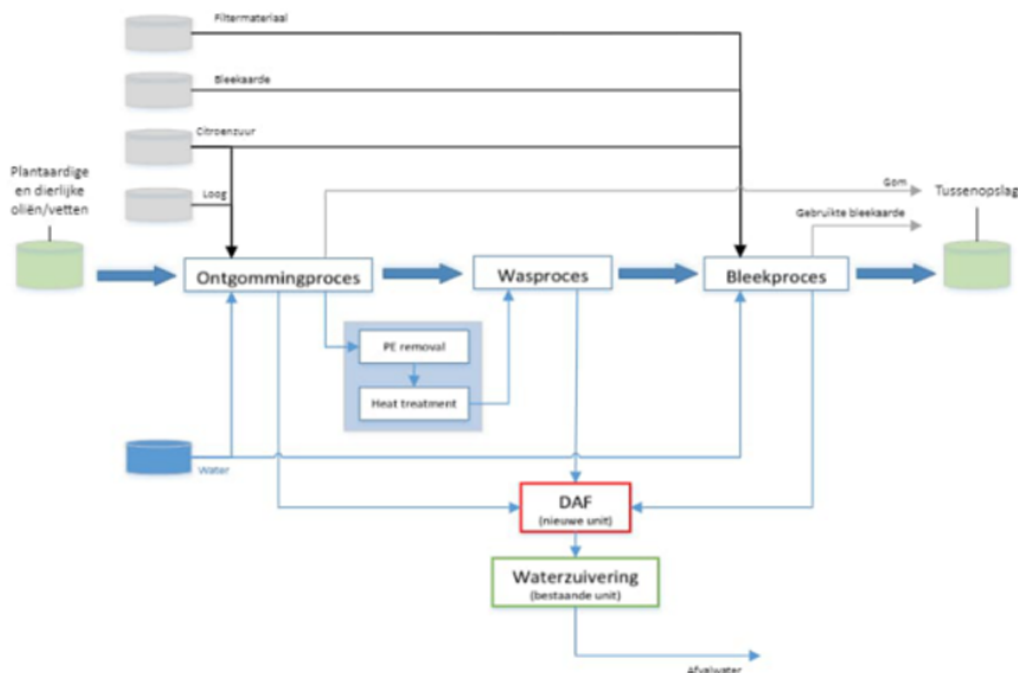 Filtermateriaal
Bleekaarde
Citroenzuur
Plantaardige
en dierlijke
oliën/vetten
Loog
Gom
Tussenopslag
Gebruikte bleekaarde
Ontgommingproces
Wasproces
Bleekproces
PE removal
Heat treatment
Water
DAF
(nieuwe unit)
Waterzuivering
(bestaande unit)
Afvalwater